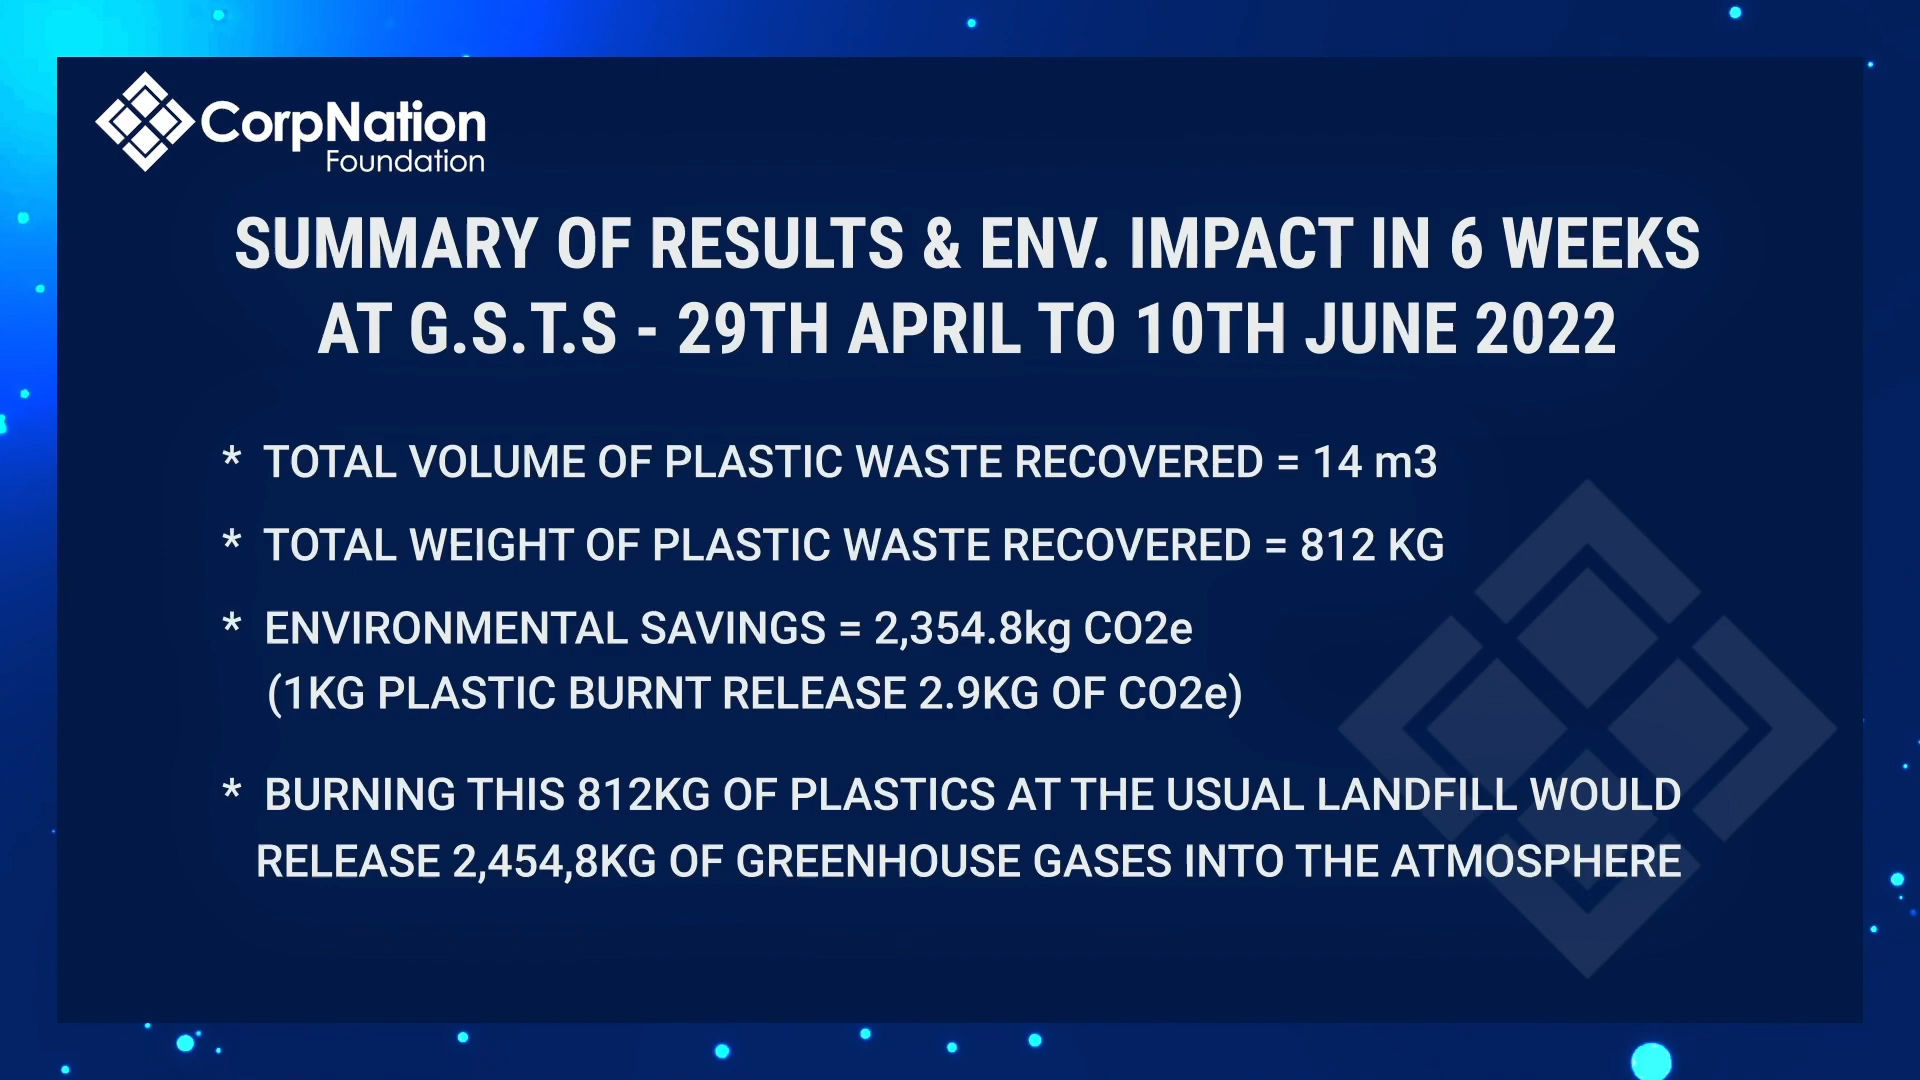 CorpNation
Foundation
SUMMARY OF RESULTS & ENV. IMPACT IN 6 WEEKS
AT G.S.T.S - 29TH APRIL TO 10TH JUNE 2022
* TOTAL VOLUME OF PLASTIC WASTE RECOVERED = 14 m3
* TOTAL WEIGHT OF PLASTIC WASTE RECOVERED = 812 KG
* ENVIRONMENTAL SAVINGS = 2,354.8kg CO2e
(1KG PLASTIC BURNT RELEASE 2.9KG OF CO2e)
* BURNING THIS 812KG OF PLASTICS AT THE USUAL LANDFILL WOULD
RELEASE 2,454,8KG OF GREENHOUSE GASES INTO THE ATMOSPHERE